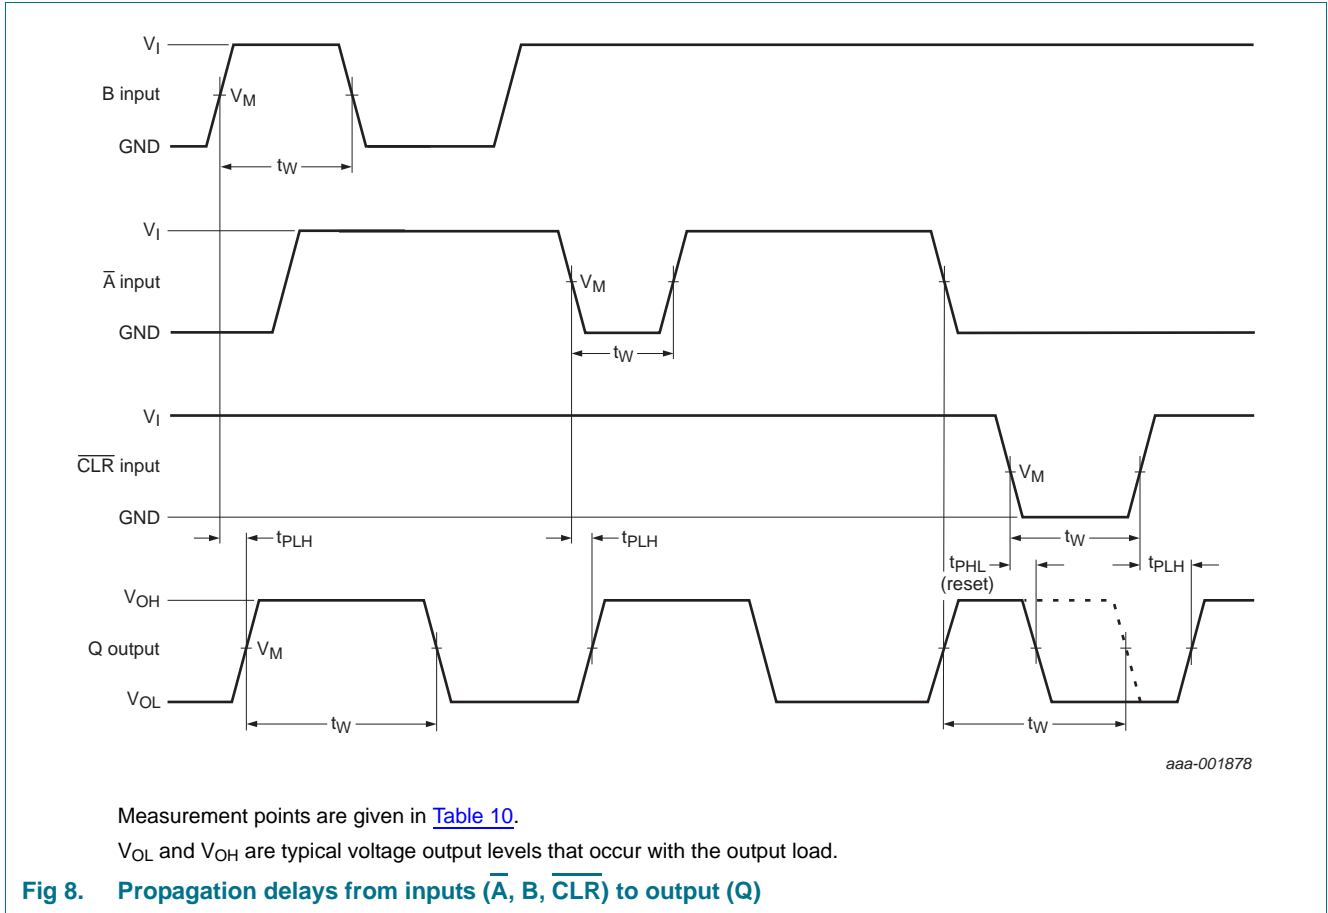 VI
B input
VM
GND
tW
VI
A̅ input
VM
GND
tW
VI
C̅L̅R̅ input
VM
GND
tPLH
tPLH
tW
tPHL
(reset)
tPLH
VOH
Q output
VM
VOL
tW
tW
aaa-001878
Measurement points are given in Table 10.
VOL and VOH are typical voltage output levels that occur with the output load.
Fig 8. Propagation delays from inputs (A̅, B, C̅L̅R̅) to output (Q)